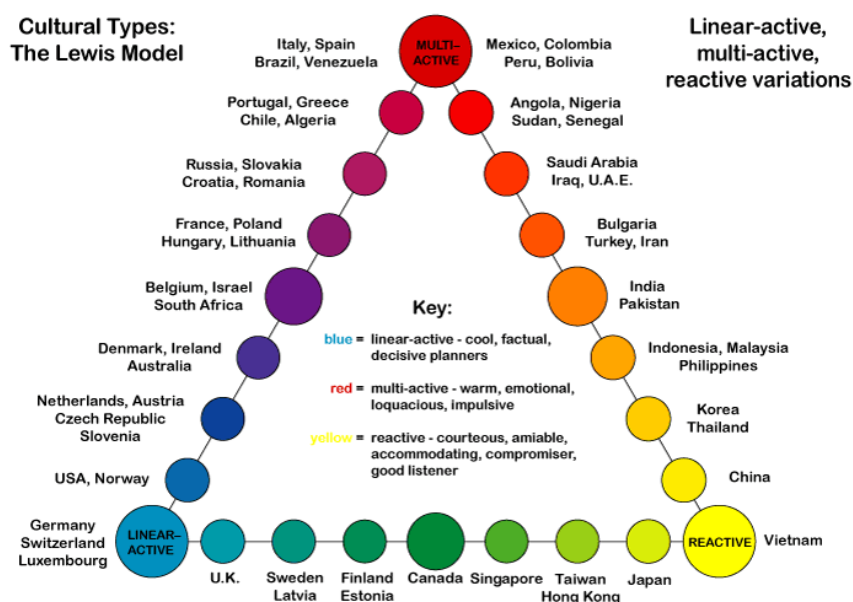 Cultural Types:
The Lewis Model
Linear-active,
multi-active,
reactive variations
MULTI-
ACTIVE
Italy, Spain
Brazil, Venezuela
Mexico, Colombia
Peru, Bolivia
Portugal, Greece
Chile, Algeria
Angola, Nigeria
Sudan, Senegal
Russia, Slovakia
Croatia, Romania
Saudi Arabia
Iraq, U.A.E.
France, Poland
Hungary, Lithuania
Bulgaria
Turkey, Iran
Belgium, Israel
South Africa
India
Pakistan
Key:
blue = linear-active - cool, factual,
decisive planners
red = multi-active - warm, emotional,
loquacious, impulsive
yellow = reactive - courteous, amiable,
accommodating, compromiser,
good listener
Denmark, Ireland
Australia
Indonesia, Malaysia
Philippines
Netherlands, Austria
Czech Republic
Slovenia
Korea
Thailand
USA, Norway
China
Germany
Switzerland
Luxembourg
LINEAR-
ACTIVE
REACTIVE
Vietnam
U.K.
Sweden
Latvia
Finland
Estonia
Canada
Singapore
Taiwan
Hong Kong
Japan